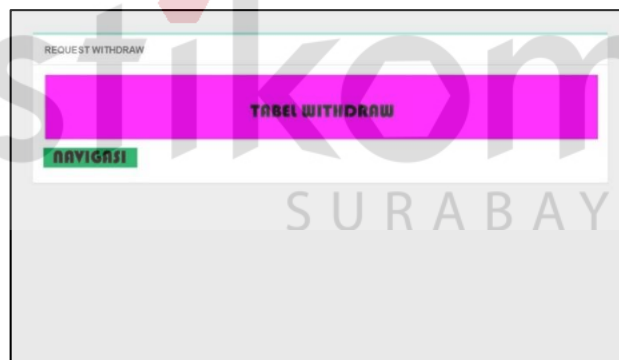 REQUEST WITHDRAW
TABEL WITHDRAW
NAVIGASI
stikom
SURABAY